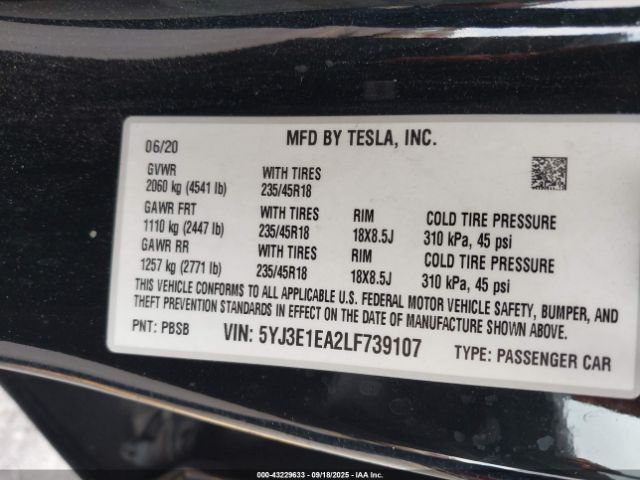 06/20 MFD BY TESLA, INC.
GVWR WITH TIRES
2060 kg (4541 lb) 235/45R18
GAWR FRT WITH TIRES RIM COLD TIRE PRESSURE
1110 kg (2447 lb) 235/45R18 18X8.5J 310 kPa, 45 psi
GAWR RR WITH TIRES RIM COLD TIRE PRESSURE
1257 kg (2771 lb) 235/45R18 18X8.5J 310 kPa, 45 psi
THIS VEHICLE CONFORMS TO ALL APPLICABLE U.S. FEDERAL MOTOR VEHICLE SAFETY, BUMPER, AND
THEFT PREVENTION STANDARDS IN EFFECT ON THE DATE OF MANUFACTURE SHOWN ABOVE.
PNT: PBSB VIN: 5YJ3E1EA2LF739107 TYPE: PASSENGER CAR
000-43229633 - 09/18/2025 - IAA Inc.